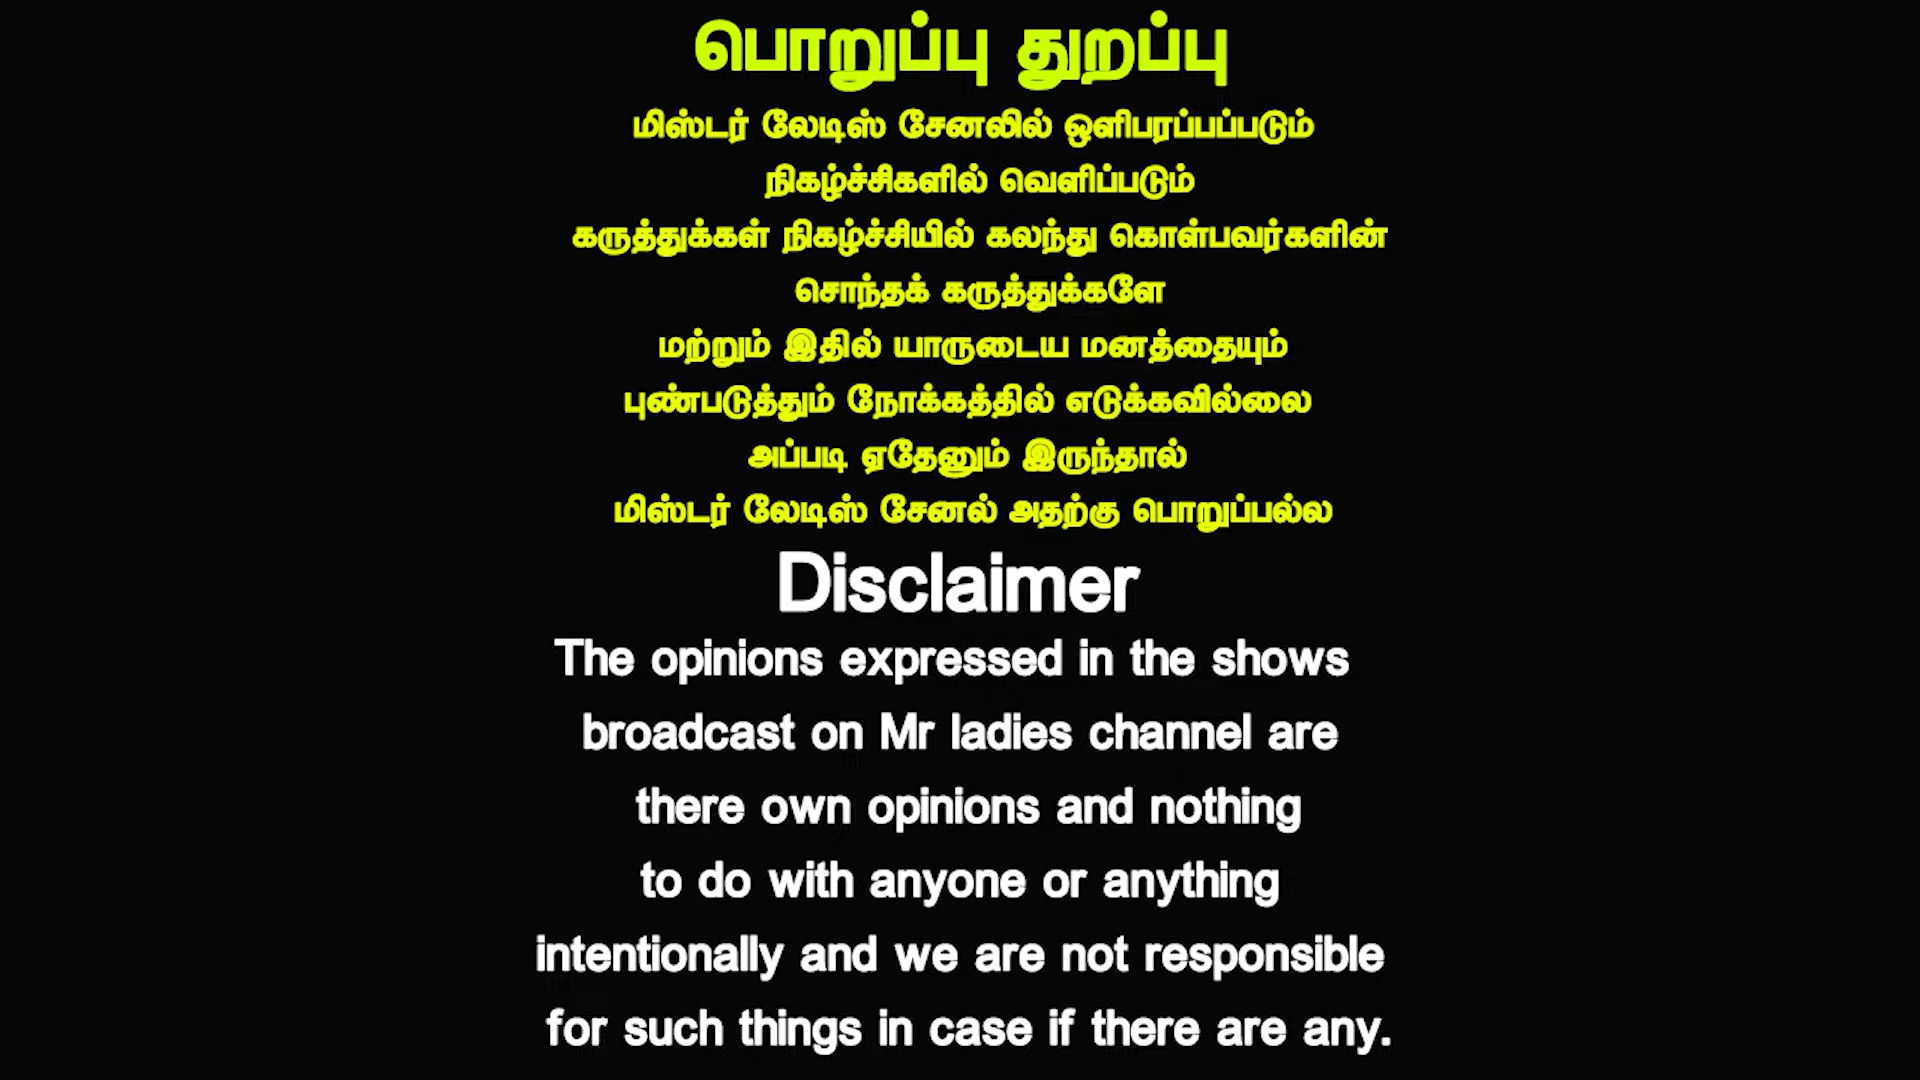 பொறுப்பு துறப்பு
மிஸ்டர் லேடிஸ் சேனலில் ஒளிபரப்பப்படும்
நிகழ்ச்சிகளில் வெளிப்படும்
கருத்துக்கள் நிகழ்ச்சியில் கலந்து கொள்பவர்களின்
சொந்தக் கருத்துக்களே
மற்றும் இதில் யாருடைய மனத்தையும்
புண்படுத்தும் நோக்கத்தில் எடுக்கவில்லை
அப்படி ஏதேனும் இருந்தால்
மிஸ்டர் லேடிஸ் சேனல் அதற்கு பொறுப்பல்ல
Disclaimer
The opinions expressed in the shows
broadcast on Mr ladies channel are
there own opinions and nothing
to do with anyone or anything
intentionally and we are not responsible
for such things in case if there are any.